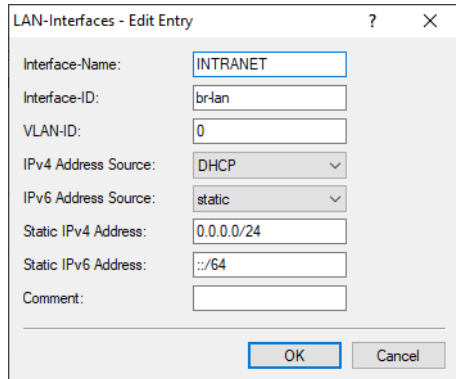 LAN-Interfaces - Edit Entry ?
Interface-Name: INTRANET
Interface-ID: br-lan
VLAN-ID: 0
IPv4 Address Source: DHCP
IPv6 Address Source: static
Static IPv4 Address: 0.0.0.0/24
Static IPv6 Address: ::/64
Comment:
OK Cancel